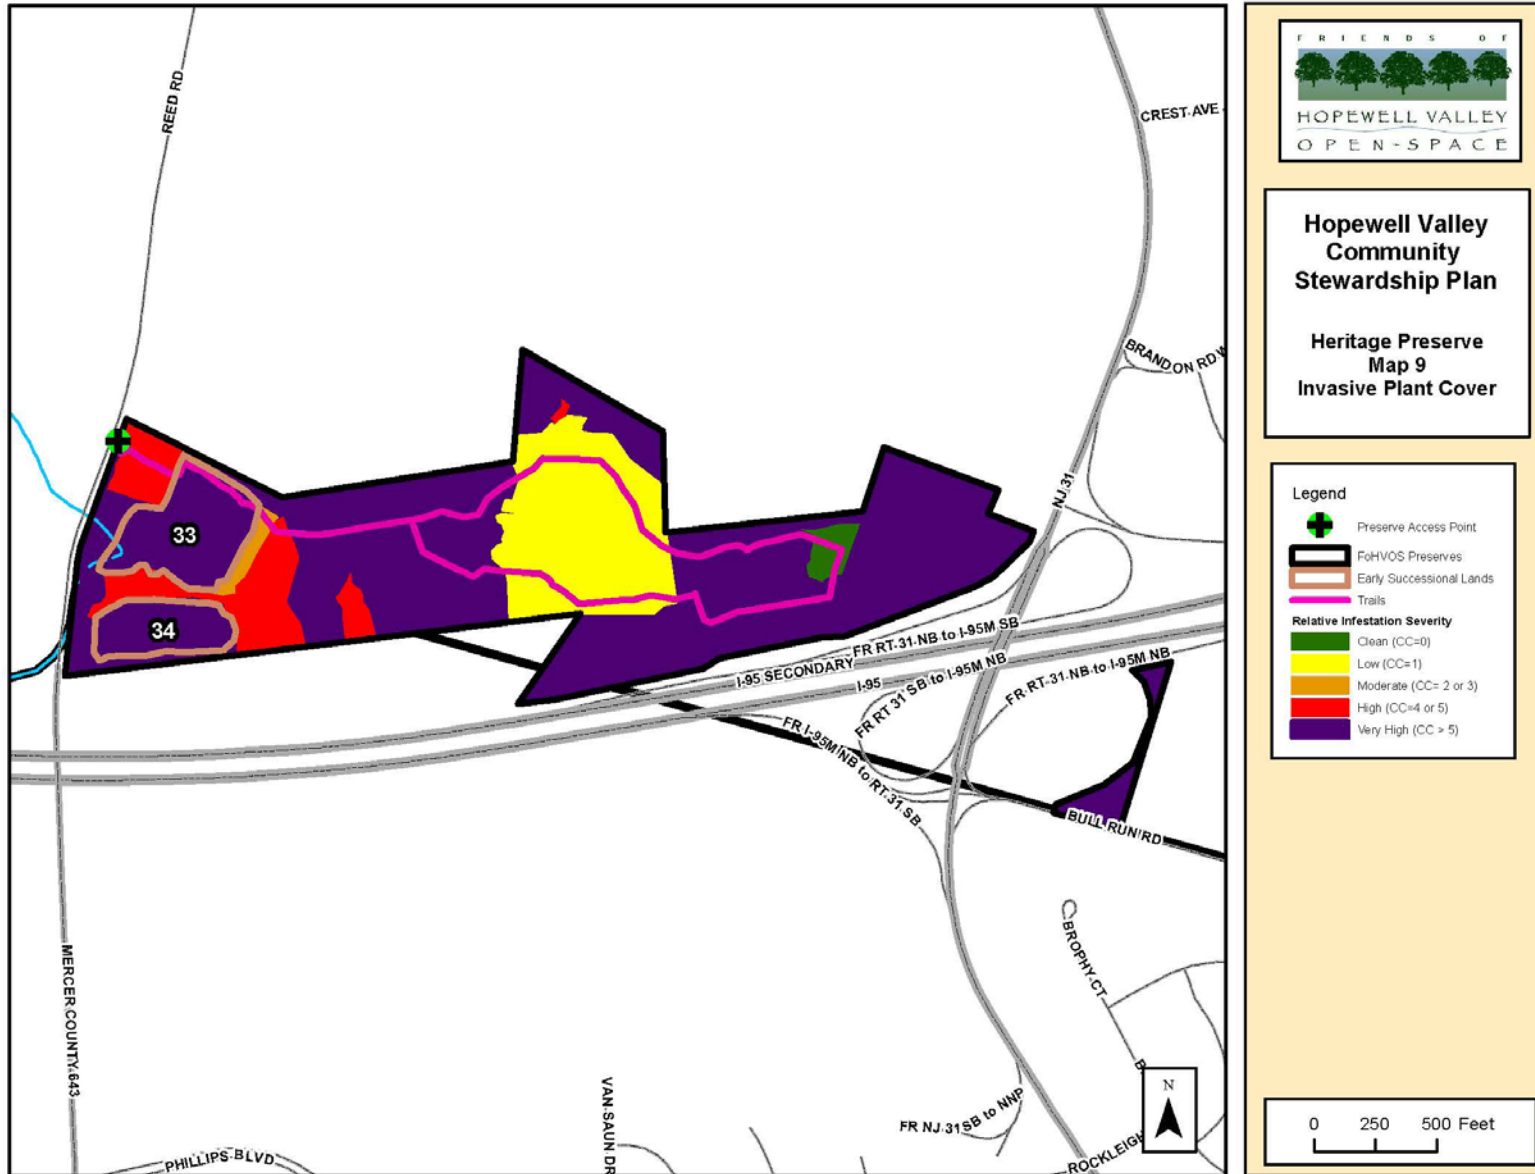 REED RD
CREST AVE
BRANDON RD W
NJ 31
33
34
FR RT 31 NB to I-95M SB
I-95 SECONDARY
I-95
FR RT 31 SB to I-95M NB
FR RT 31 NB to I-95M NB
FR I-95M NB to RT 31 SB
BULL RUN RD
BROPHY CT
MERCER COUNTY 643
VAN SAUN DR
PHILLIPS BLVD
FR NJ 31 SB to NNP
ROCKLEIGH
B
N
FRIENDS OF
HOPEWELL VALLEY
OPEN-SPACE
Hopewell Valley
Community
Stewardship Plan
Heritage Preserve
Map 9
Invasive Plant Cover
Legend
Preserve Access Point
FoHVOS Preserves
Early Successional Lands
Trails
Relative Infestation Severity
Clean (CC=0)
Low (CC=1)
Moderate (CC= 2 or 3)
High (CC=4 or 5)
Very High (CC > 5)
0 250 500 Feet